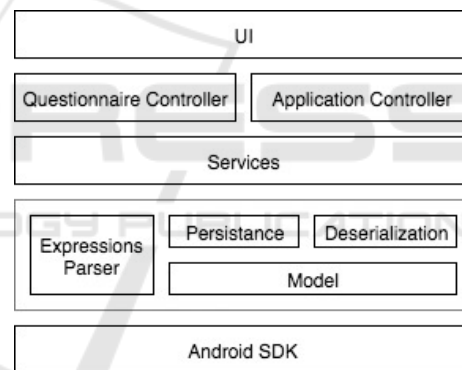 UI
Questionnaire Controller
Application Controller
Services
Expressions
Parser
Persistance
Deserialization
Model
Android SDK